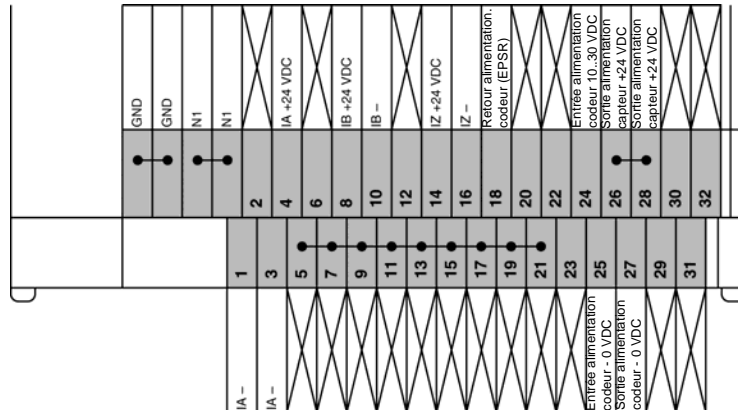 GND
GND
N1
N1
IA +24 VDC
IB +24 VDC
IB –
IZ +24 VDC
IZ –
Retour alimentation.
codeur (EPSR)
Entrée alimentation
codeur 10..30 VDC
Sortie alimentation
capteur +24 VDC
Sortie alimentation
capteur +24 VDC
2
4
6
8
10
12
14
16
18
20
22
24
26
28
30
32
1
3
5
7
9
11
13
15
17
19
21
23
25
27
29
31
IA –
IA –
Entrée alimentation
codeur - 0 VDC
Sortie alimentation
codeur - 0 VDC